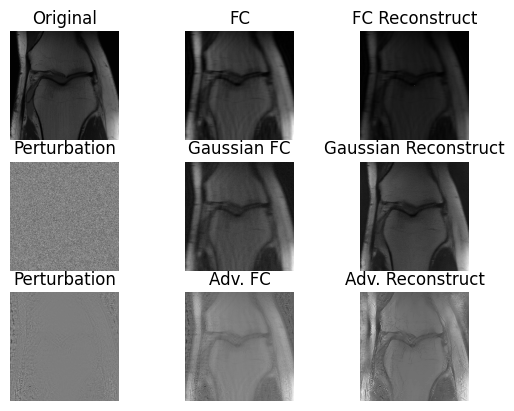 Original
FC
FC Reconstruct
Perturbation
Gaussian FC
Gaussian Reconstruct
Perturbation
Adv. FC
Adv. Reconstruct